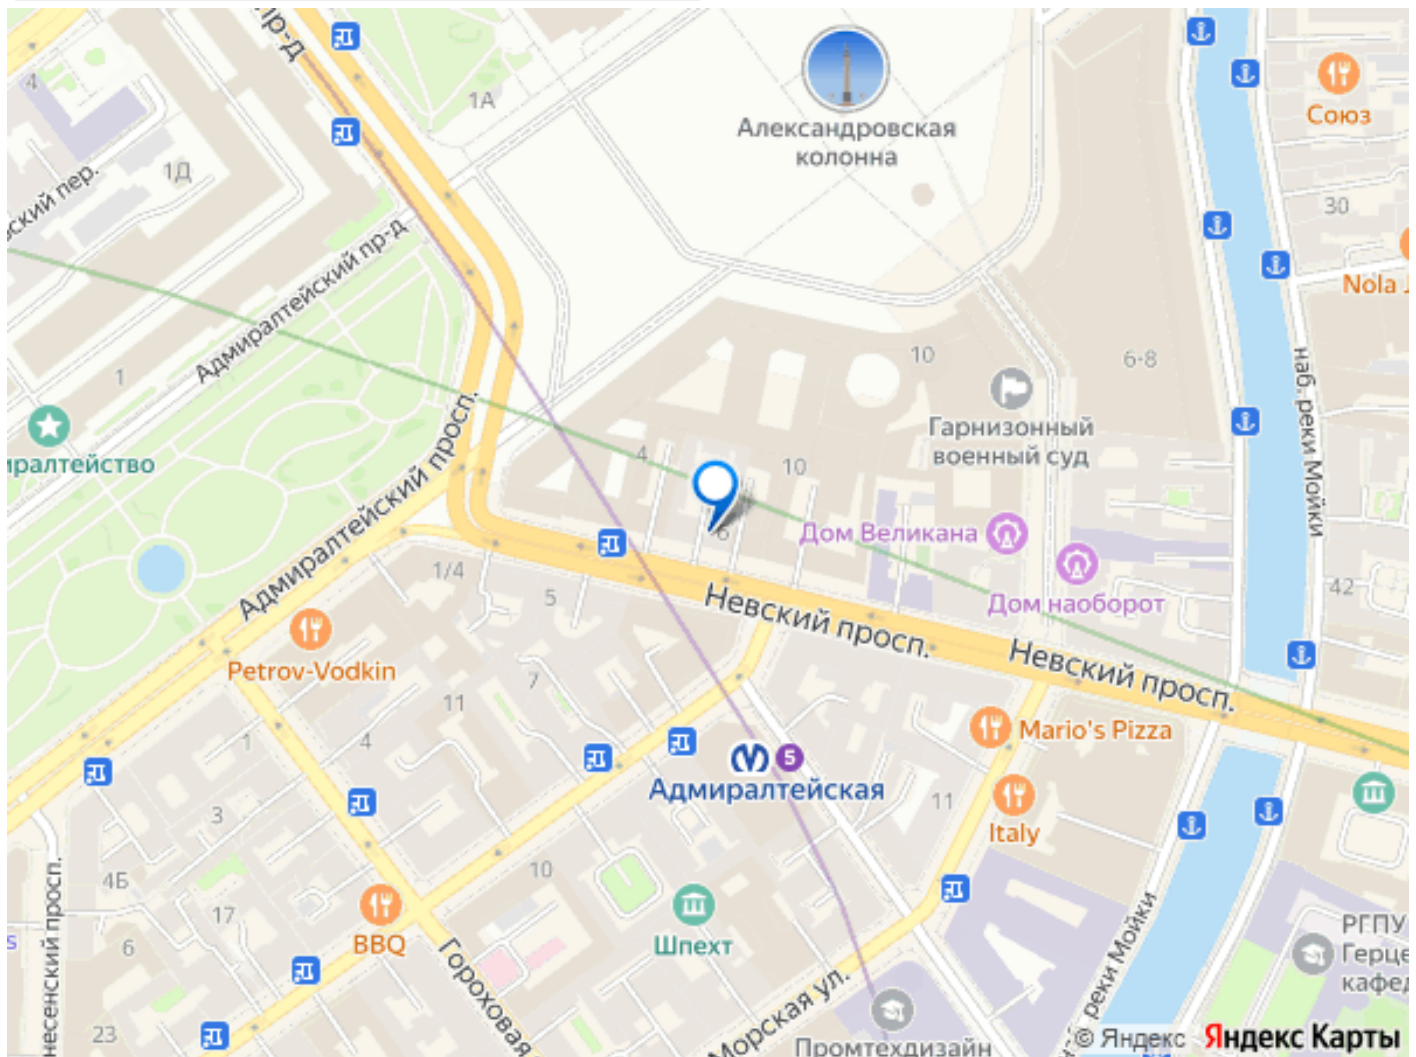 пр-д
4
1А
1Д
Александровская
колонна
Союз
30
ский пер.
Адмиралтейский пр-д
Nola J
наб. реки Мойки
10
6-8
1
Гарнизонный
военный суд
иралтейство
Адмиралтейский просп.
4
10
6
Дом Великана
Дом наоборот
42
1/4
5
Невский просп.
Невский просп.
Petrov-Vodkin
7
11
1
4
Mario's Pizza
5
Адмиралтейская
11
Italy
3
4Б
10
17
BBQ
Шпехт
6
несенский просп.
s
23
Гороховая
Морская ул.
Промтехдизайн
реки Мойки
РГПУ
Герце
кафед
© Яндекс Яндекс Карты